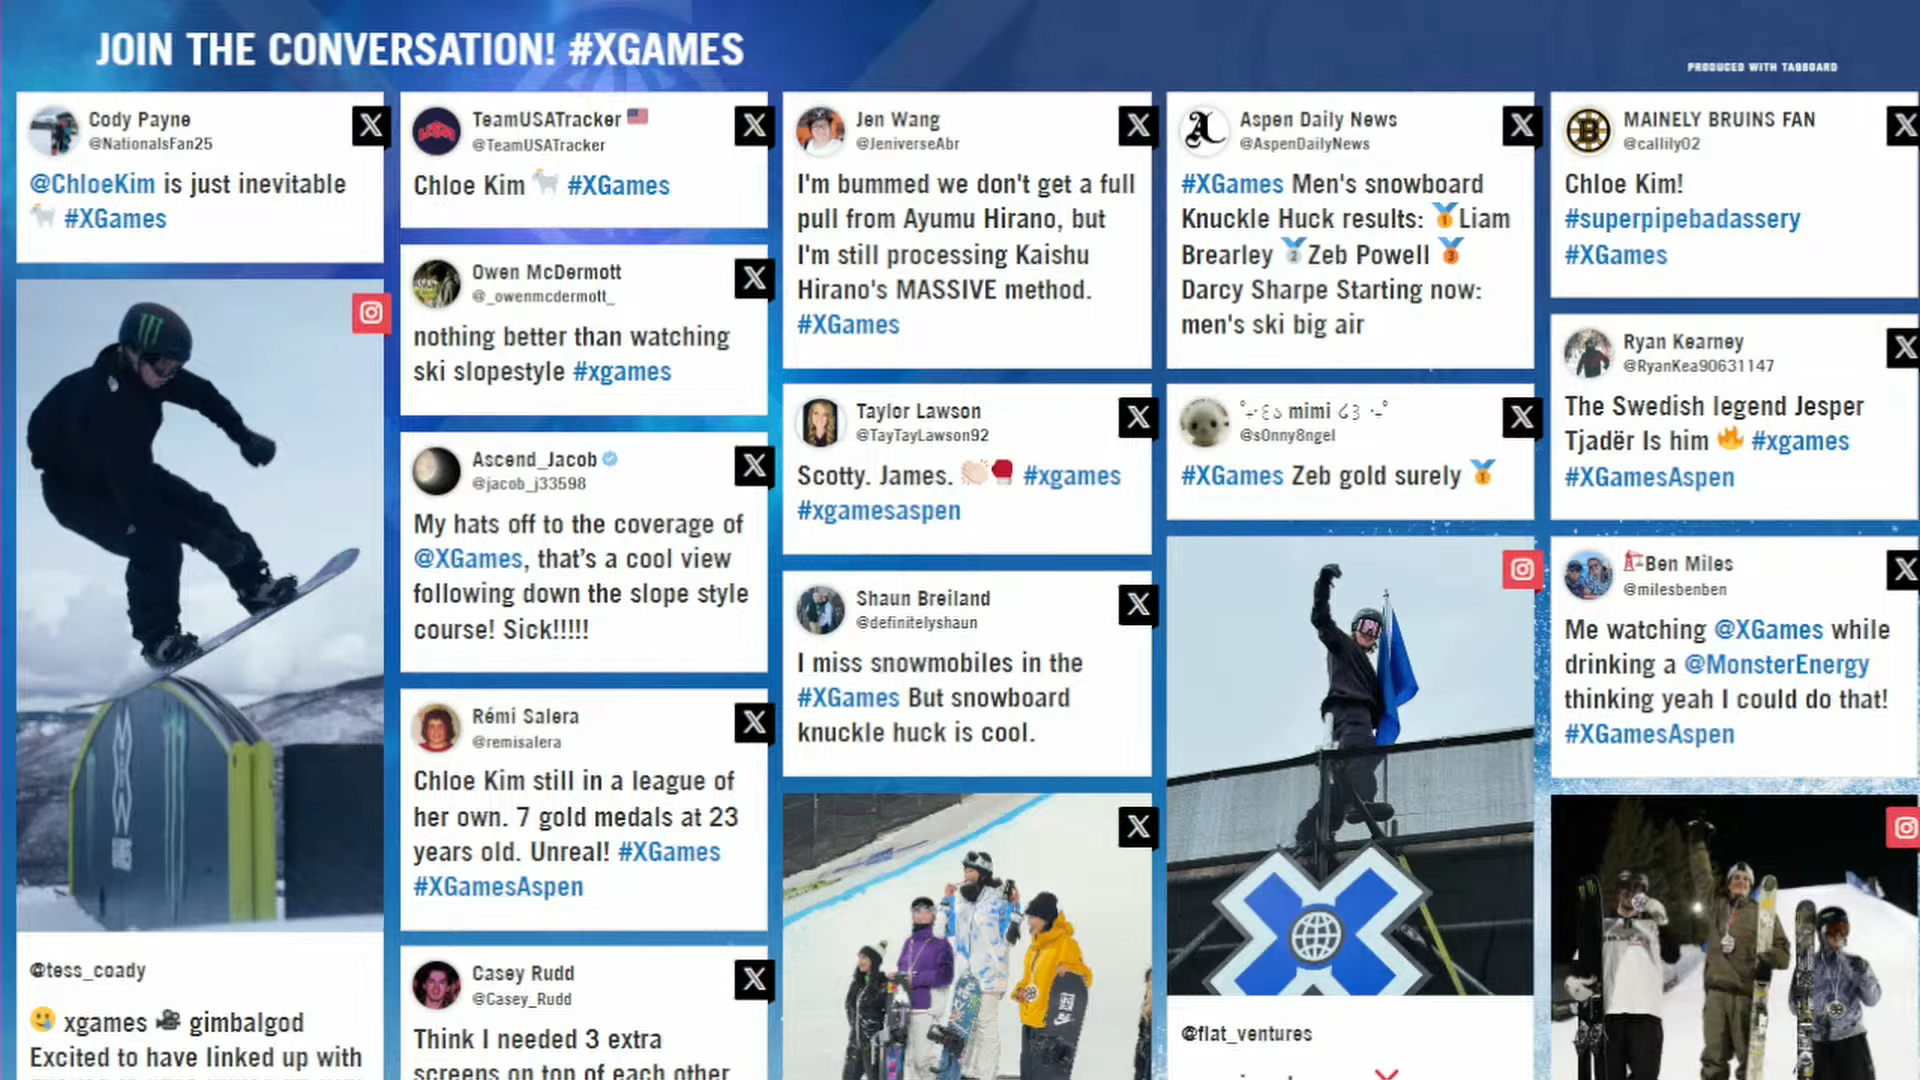 JOIN THE CONVERSATION! #XGAMES
PRODUCED WITH TAGBOARD
Cody Payne
@NationalsFan25
@ChloeKim is just inevitable
🐐 #XGames
@tess_coady
🥲 xgames 🎥 gimbalgod
Excited to have linked up with
TeamUSATracker 🇺🇸
@TeamUSATracker
Chloe Kim 🐐 #XGames
Owen McDermott
@_owenmcdermott_
nothing better than watching
ski slopestyle #xgames
Ascend_Jacob
@jacob_j33598
My hats off to the coverage of
@XGames, that’s a cool view
following down the slope style
course! Sick!!!!!
Rémi Salera
@remisalera
Chloe Kim still in a league of
her own. 7 gold medals at 23
years old. Unreal! #XGames
#XGamesAspen
Casey Rudd
@Casey_Rudd
Think I needed 3 extra
screens on top of each other
Jen Wang
@JeniverseAbr
I'm bummed we don't get a full
pull from Ayumu Hirano, but
I'm still processing Kaishu
Hirano's MASSIVE method.
#XGames
Taylor Lawson
@TayTayLawson92
Scotty. James. 👏🏻🥊 #xgames
#xgamesaspen
Shaun Breiland
@definitelyshaun
I miss snowmobiles in the
#XGames But snowboard
knuckle huck is cool.
Aspen Daily News
@AspenDailyNews
#XGames Men's snowboard
Knuckle Huck results: 🥇Liam
Brearley 🥈Zeb Powell 🥉
Darcy Sharpe Starting now:
men's ski big air
mimi
@s0nny8ngel
#XGames Zeb gold surely 🥇
@flat_ventures
MAINELY BRUINS FAN
@callily02
Chloe Kim!
#superpipebadassery
#XGames
Ryan Kearney
@RyanKea90631147
The Swedish legend Jesper
Tjadër Is him 🔥 #xgames
#XGamesAspen
🏗Ben Miles
@milesbenben
Me watching @XGames while
drinking a @MonsterEnergy
thinking yeah I could do that!
#XGamesAspen